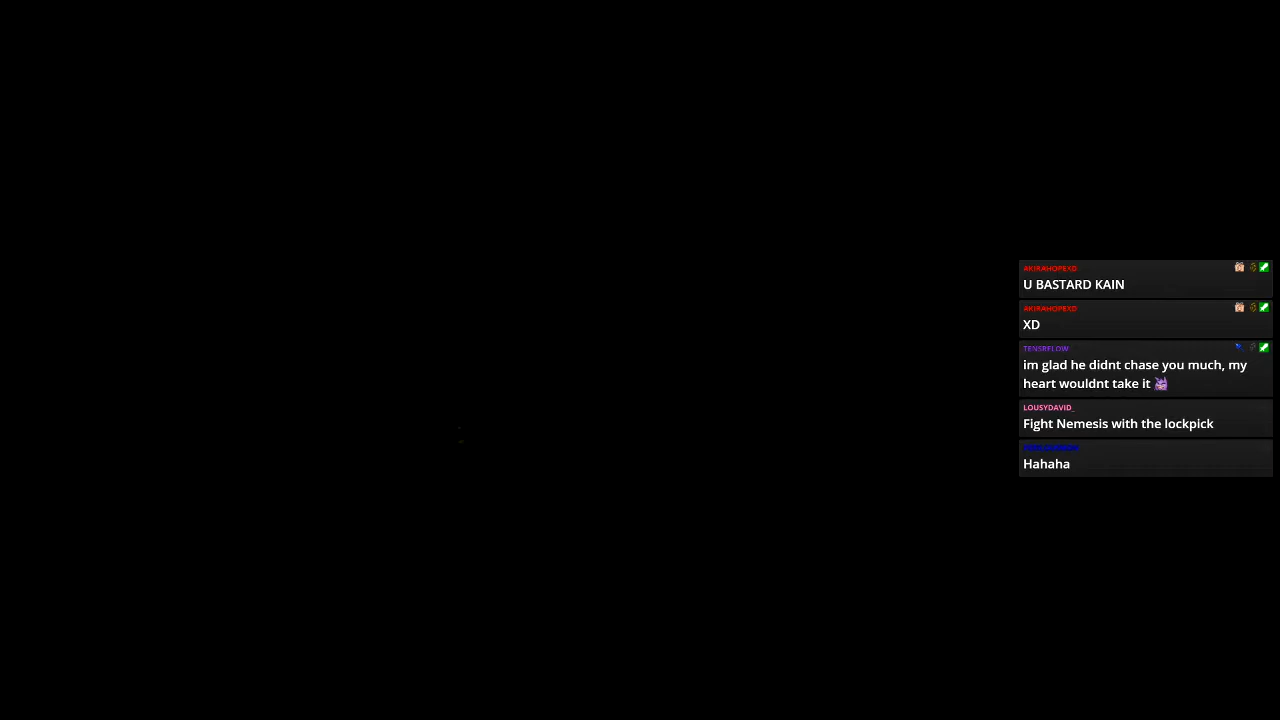 AKIRAHOPEXD
U BASTARD KAIN
AKIRAHOPEXD
XD
TENSRFLOW
im glad he didnt chase you much, my
heart wouldnt take it
LOUSYDAVID_
Fight Nemesis with the lockpick
Hahaha